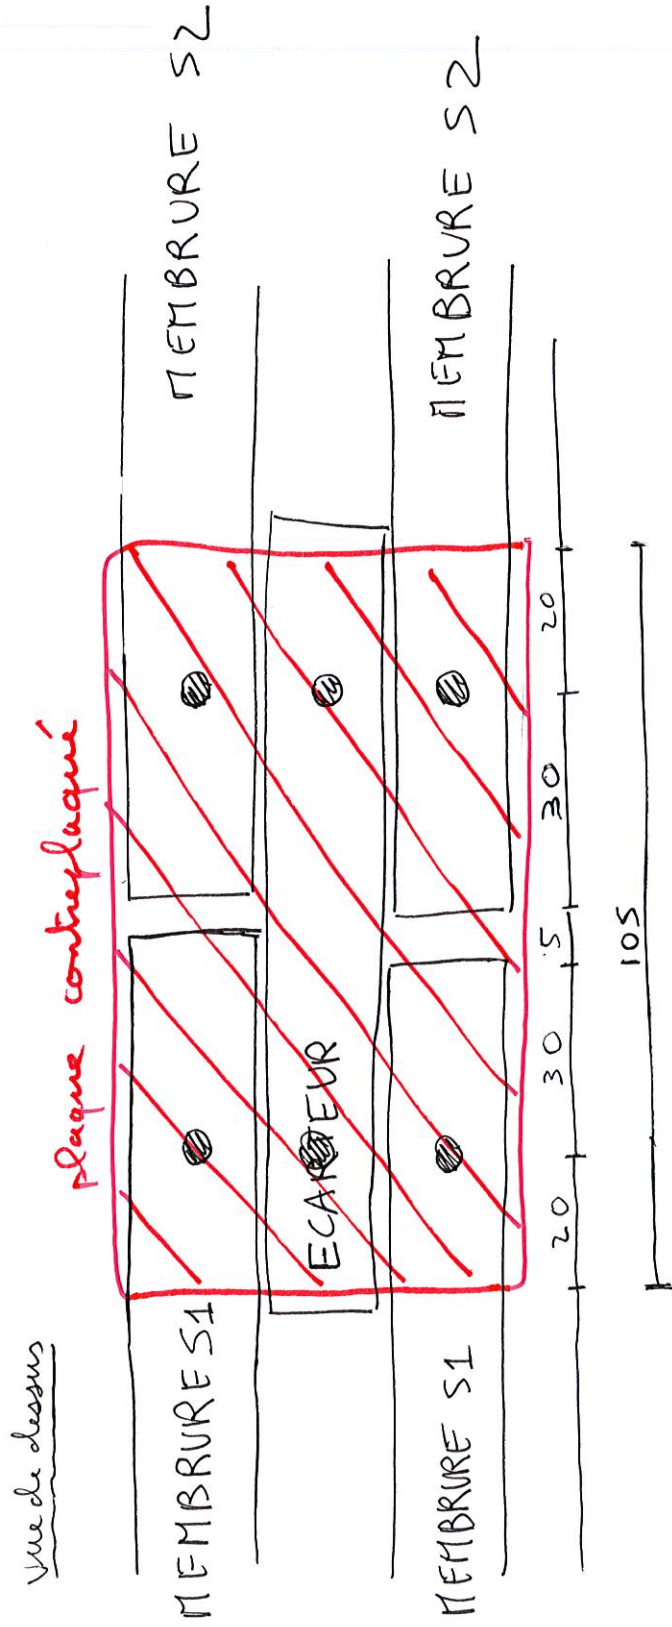 vue de dessus
plaque contreplaqué
MEMBRURE S1
MEMBRURE S2
ECARTEUR
MEMBRURE S1
MEMBRURE S2
20 30 5 30 20
105